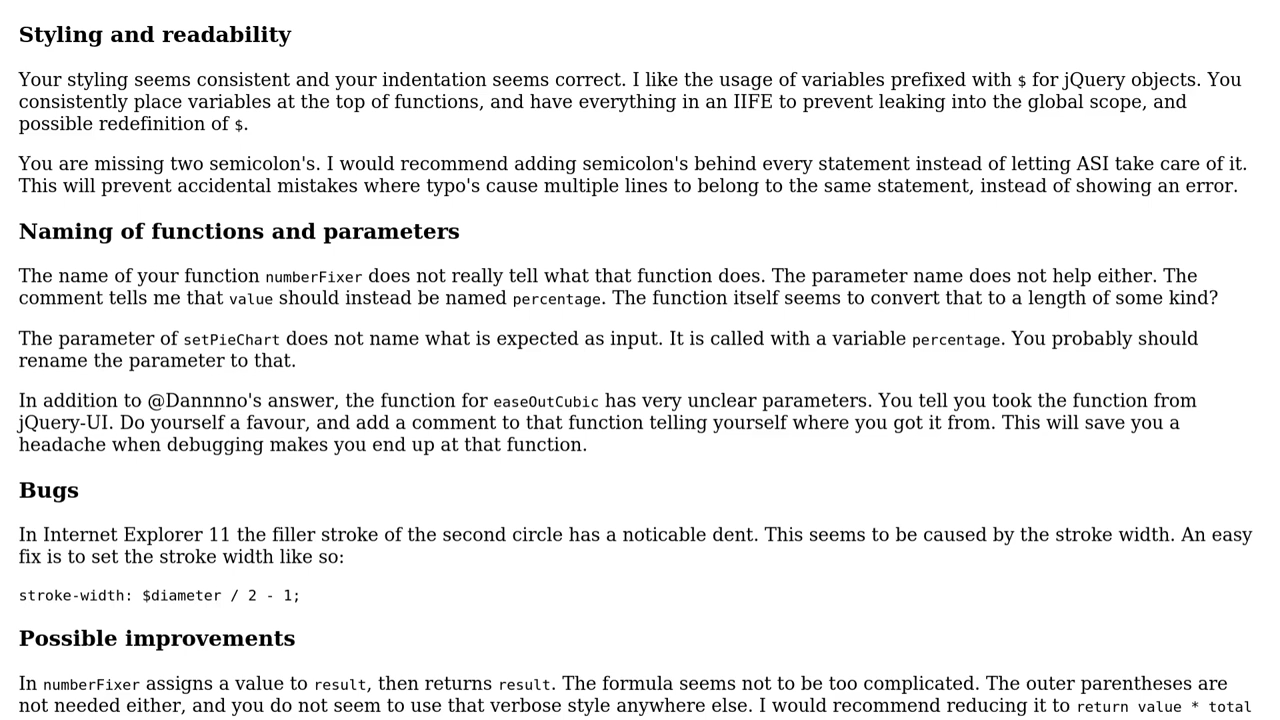 Styling and readability
Your styling seems consistent and your indentation seems correct. I like the usage of variables prefixed with $ for jQuery objects. You
consistently place variables at the top of functions, and have everything in an IIFE to prevent leaking into the global scope, and
possible redefinition of $.
You are missing two semicolon's. I would recommend adding semicolon's behind every statement instead of letting ASI take care of it.
This will prevent accidental mistakes where typo's cause multiple lines to belong to the same statement, instead of showing an error.
Naming of functions and parameters
The name of your function numberFixer does not really tell what that function does. The parameter name does not help either. The
comment tells me that value should instead be named percentage. The function itself seems to convert that to a length of some kind?
The parameter of setPieChart does not name what is expected as input. It is called with a variable percentage. You probably should
rename the parameter to that.
In addition to @Dannnno's answer, the function for easeOutCubic has very unclear parameters. You tell you took the function from
jQuery-UI. Do yourself a favour, and add a comment to that function telling yourself where you got it from. This will save you a
headache when debugging makes you end up at that function.
Bugs
In Internet Explorer 11 the filler stroke of the second circle has a noticable dent. This seems to be caused by the stroke width. An easy
fix is to set the stroke width like so:
stroke-width: $diameter / 2 - 1;
Possible improvements
In numberFixer assigns a value to result, then returns result. The formula seems not to be too complicated. The outer parentheses are
not needed either, and you do not seem to use that verbose style anywhere else. I would recommend reducing it to return value * total